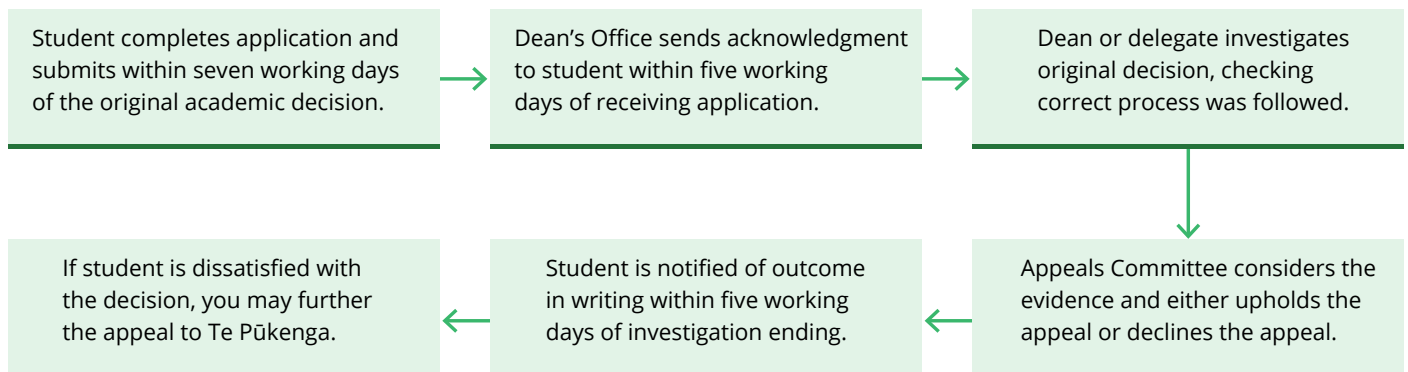 Student completes application and
submits within seven working days
of the original academic decision.
Dean’s Office sends acknowledgment
to student within five working
days of receiving application.
Dean or delegate investigates
original decision, checking
correct process was followed.
Appeals Committee considers the
evidence and either upholds the
appeal or declines the appeal.
Student is notified of outcome
in writing within five working
days of investigation ending.
If student is dissatisfied with
the decision, you may further
the appeal to Te Pūkenga.